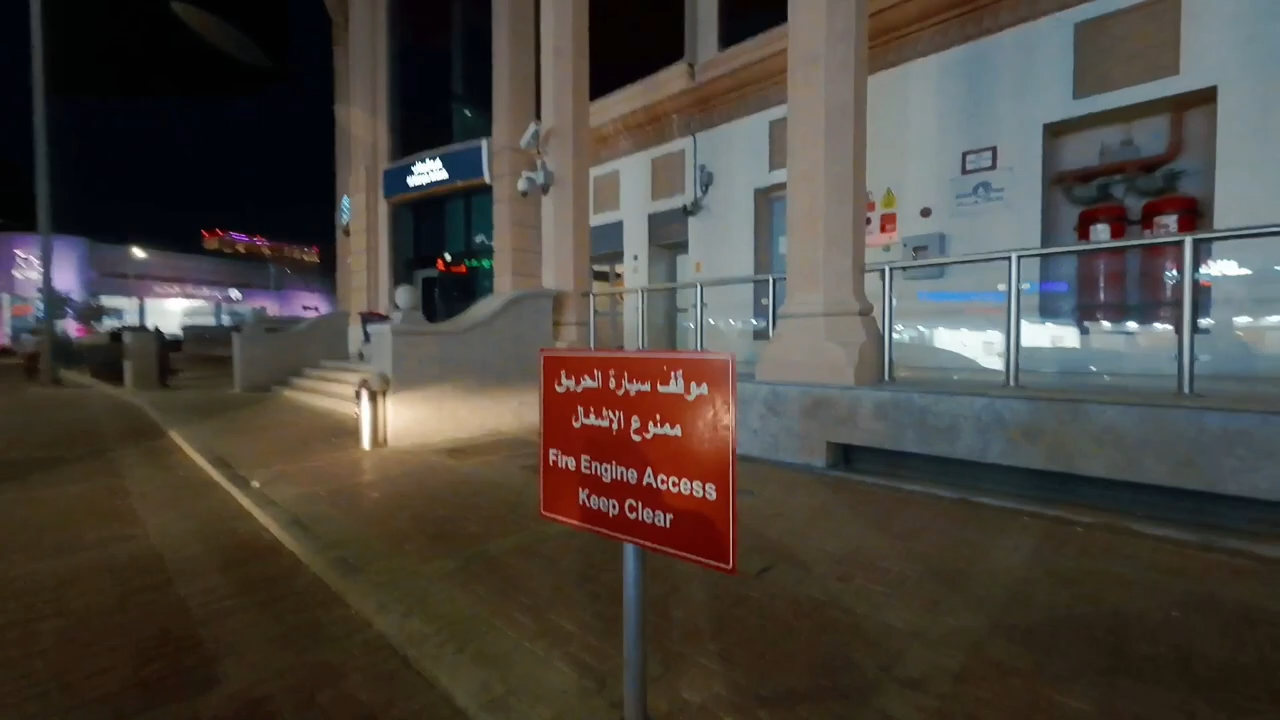 موقف سيارة الحريق
ممنوع الإشغال
Fire Engine Access
Keep Clear